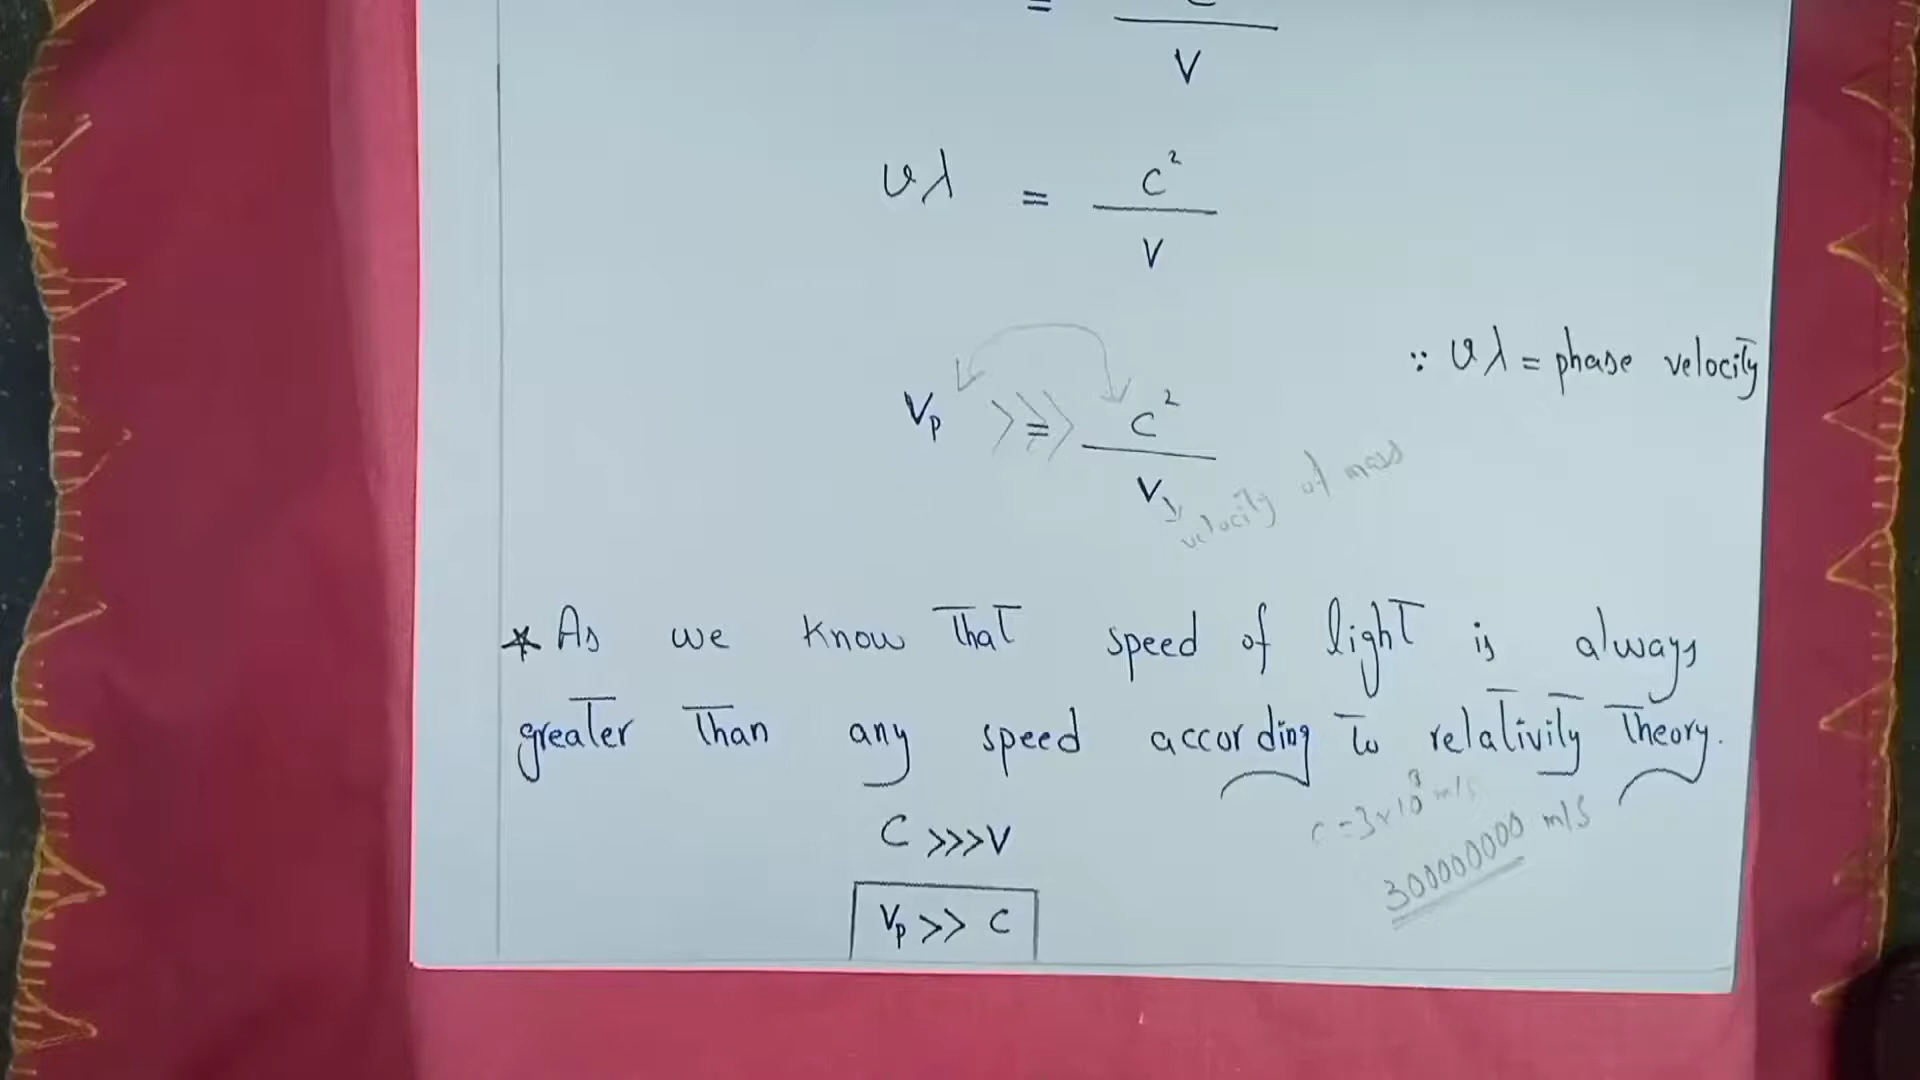 =
V
υλ = c²
V
∵ υλ = phase velocity
Vp >=> c²
V
velocity of mass
* As we know that speed of light is always
greater than any speed according to relativity theory.
c = 3×10⁸ m/s
C >>>V
300000000 m/s
Vp >> C